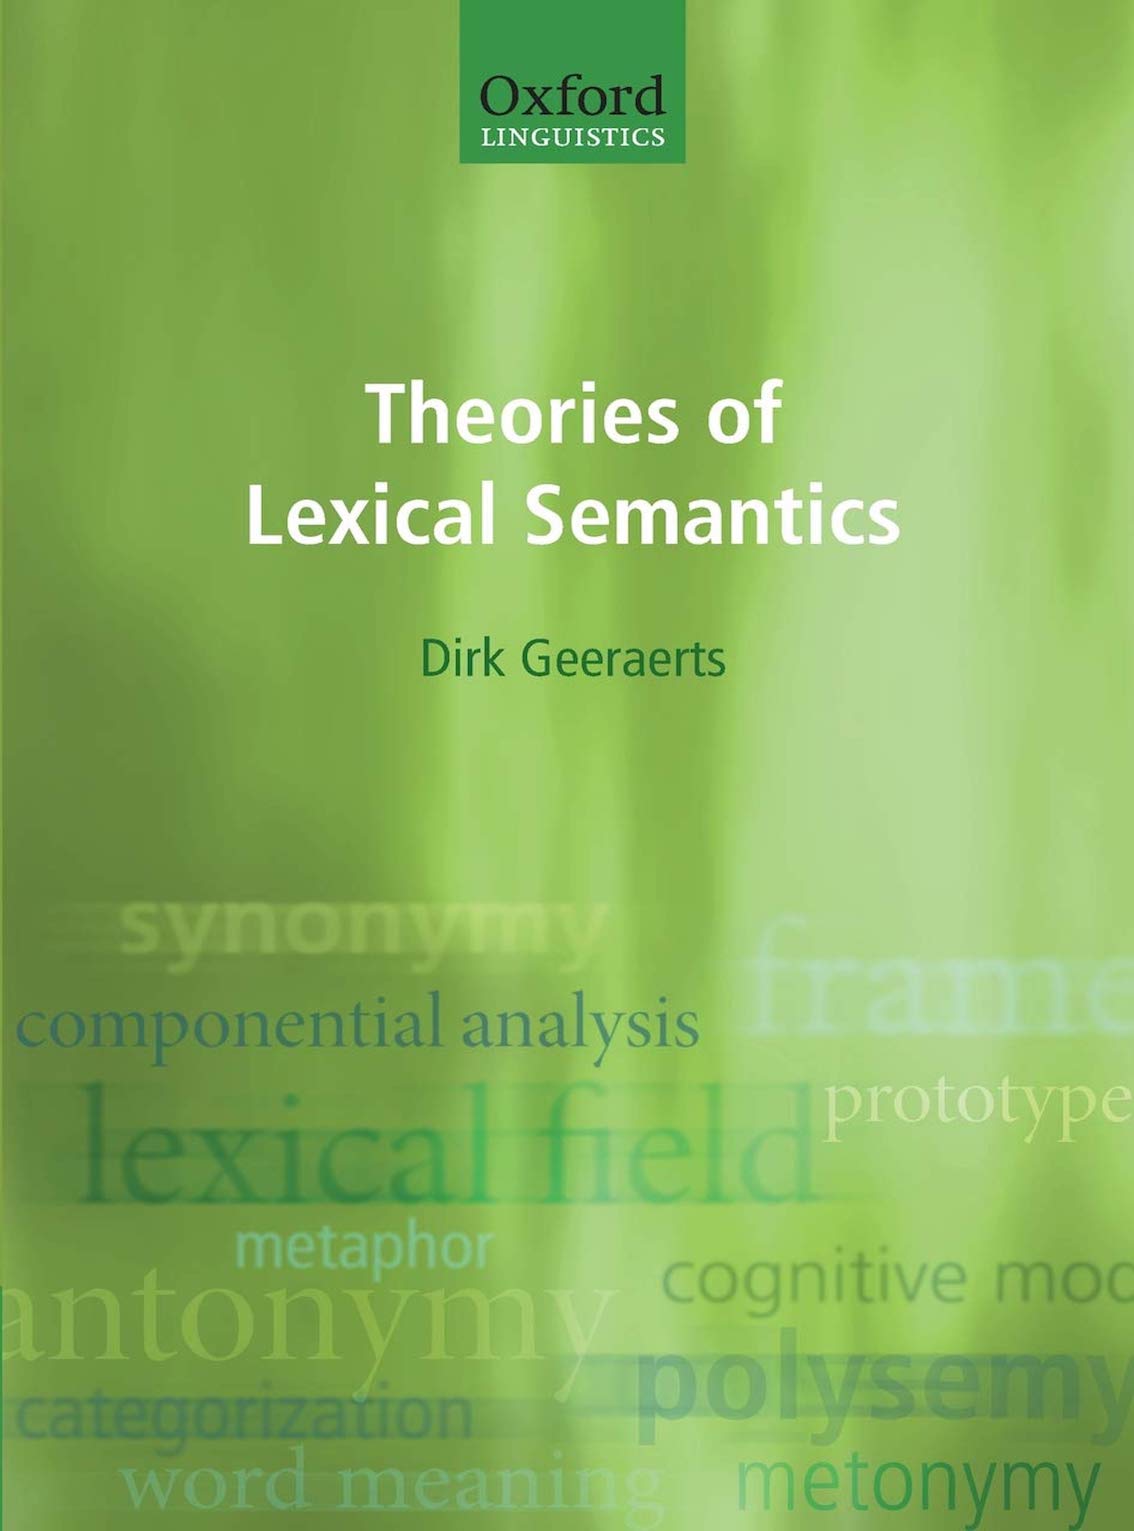 Oxford
LINGUISTICS
Theories of
Lexical Semantics
Dirk Geeraerts
synonymy
frame
componential analysis
prototype
lexical field
metaphor
cognitive mod
antonymy
polysemy
categorization
word meaning
metonymy